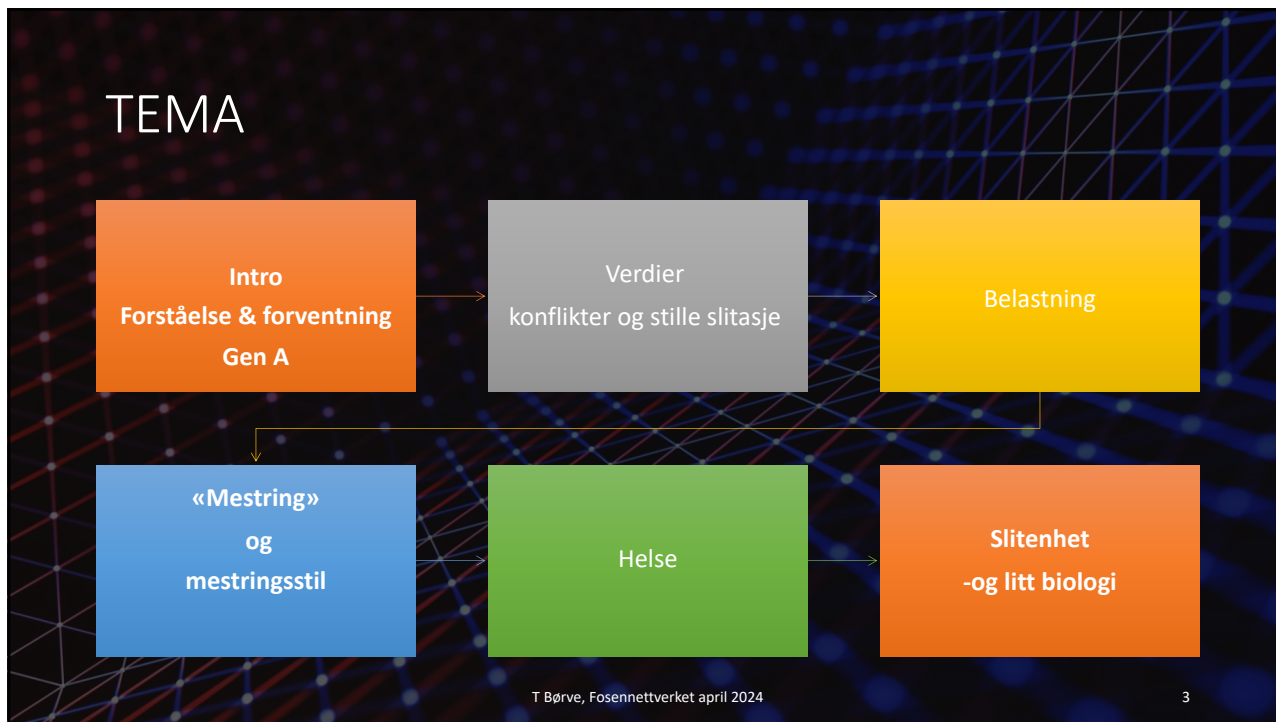 TEMA
Intro
Forståelse & forventning
Gen A
Verdier
konflikter og stille slitasje
Belastning
«Mestring»
og
mestringsstil
Helse
Slitenhet
-og litt biologi
T Børve, Fosennettverket april 2024
3